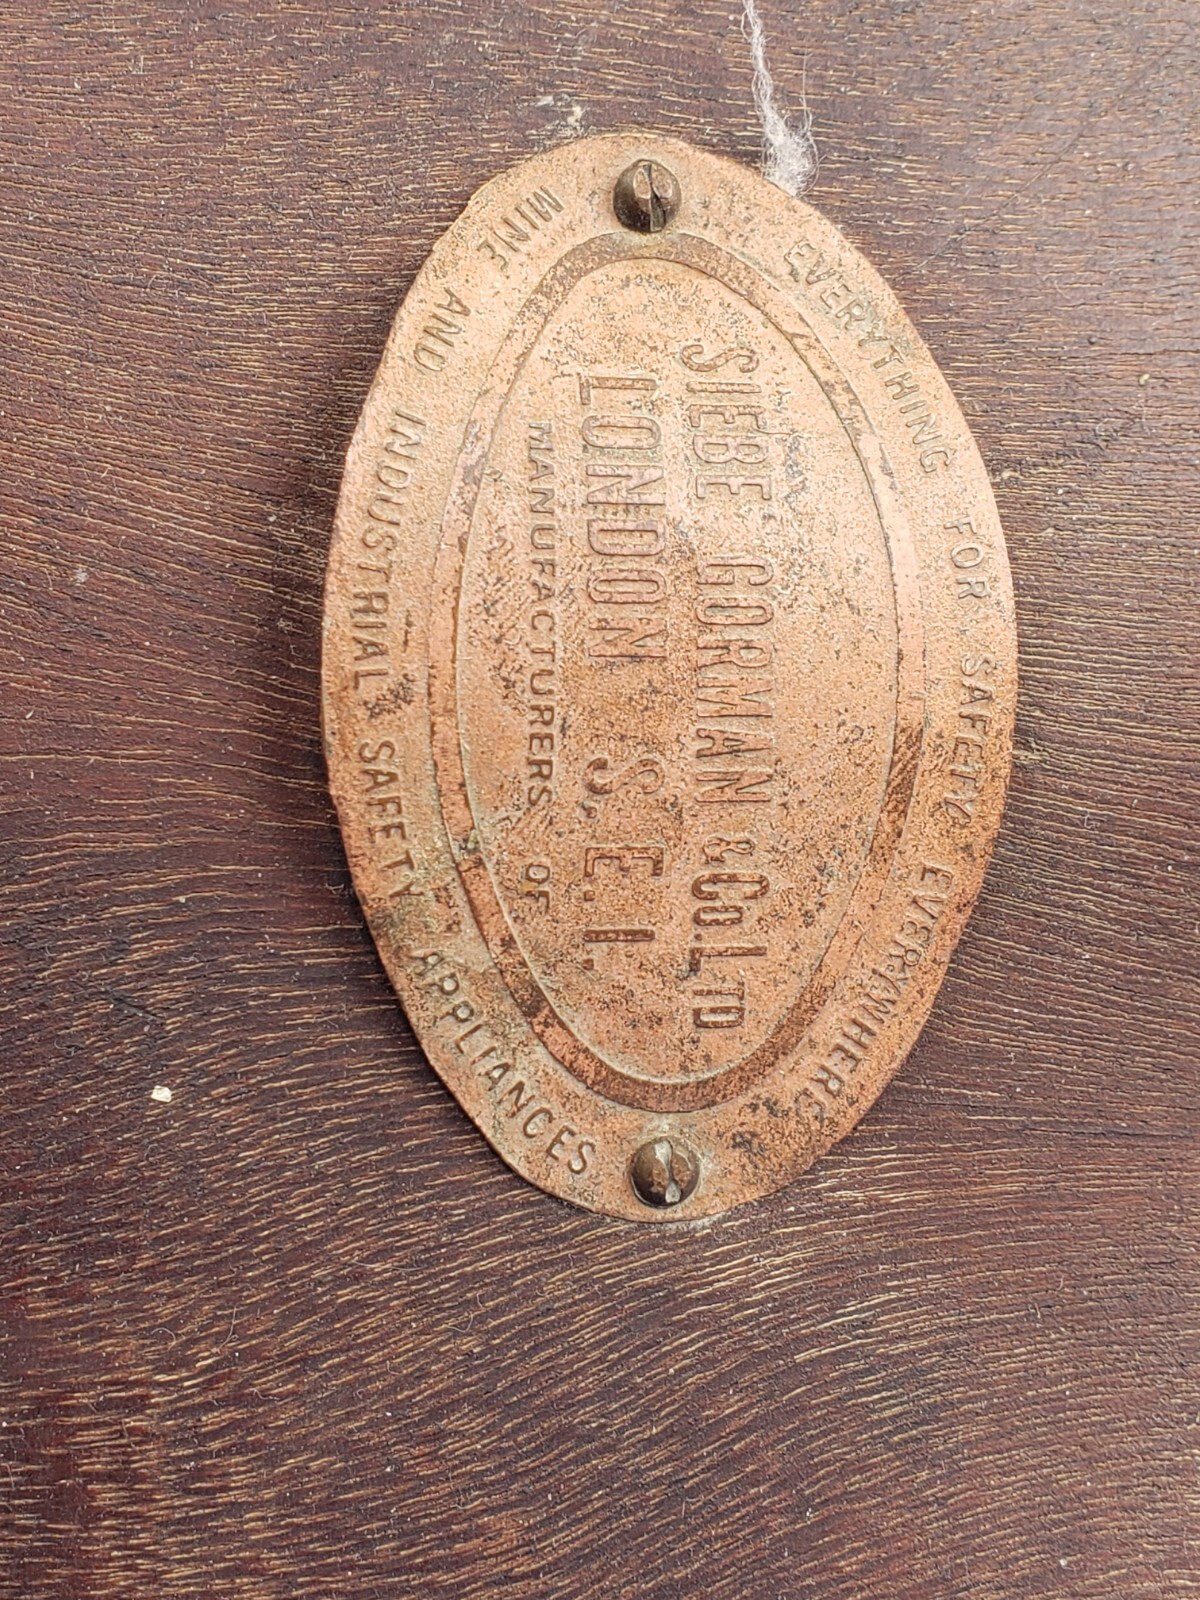 EVERYTHING FOR SAFETY EVERYWHERE
SIEBE GORMAN & Co LTD
LONDON S.E.1.
MANUFACTURERS OF
MINE AND INDUSTRIAL SAFETY APPLIANCES